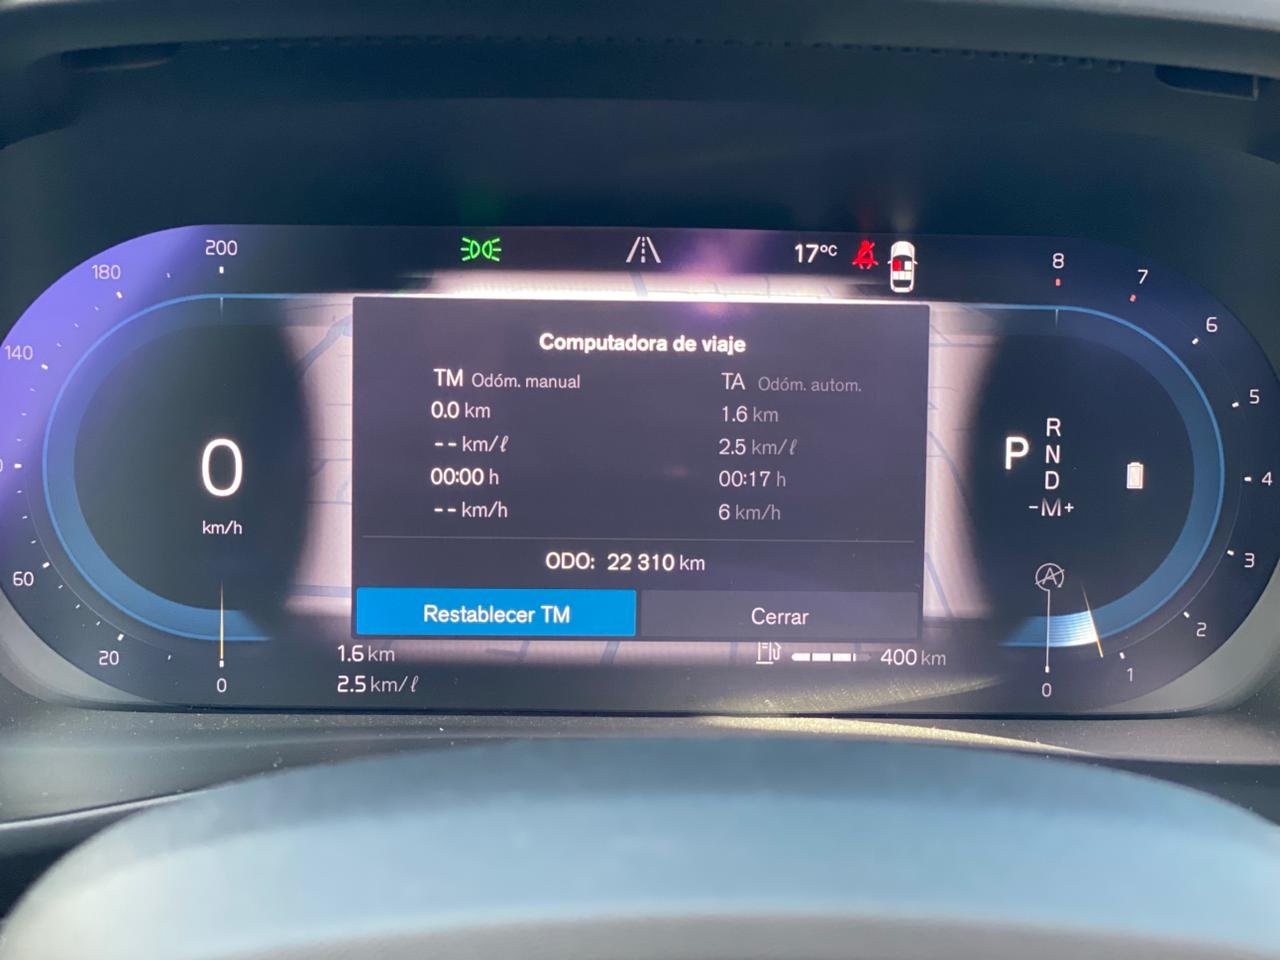 200
180
140
60
20
0
0
km/h
17°C
Computadora de viaje
TM Odóm. manual
0.0 km
-- km/ℓ
00:00 h
-- km/h
TA Odóm. autom.
1.6 km
2.5 km/ℓ
00:17 h
6 km/h
ODO: 22 310 km
Restablecer TM
Cerrar
1.6 km
2.5 km/ℓ
400 km
P
R
N
D
-M+
A
8
7
6
5
4
3
2
1
0